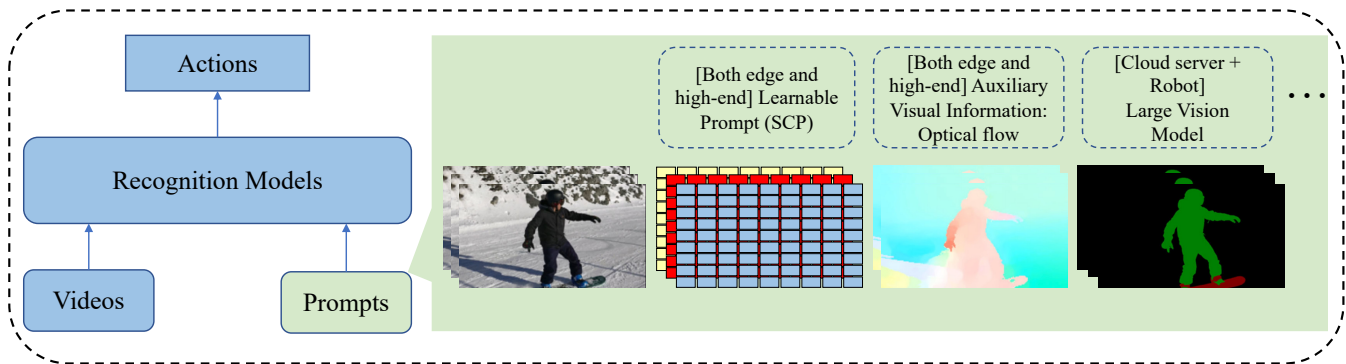 Actions
Recognition Models
Videos
Prompts
[Both edge and
high-end] Learnable
Prompt (SCP)
[Both edge and
high-end] Auxiliary
Visual Information:
Optical flow
[Cloud server +
Robot]
Large Vision
Model
...